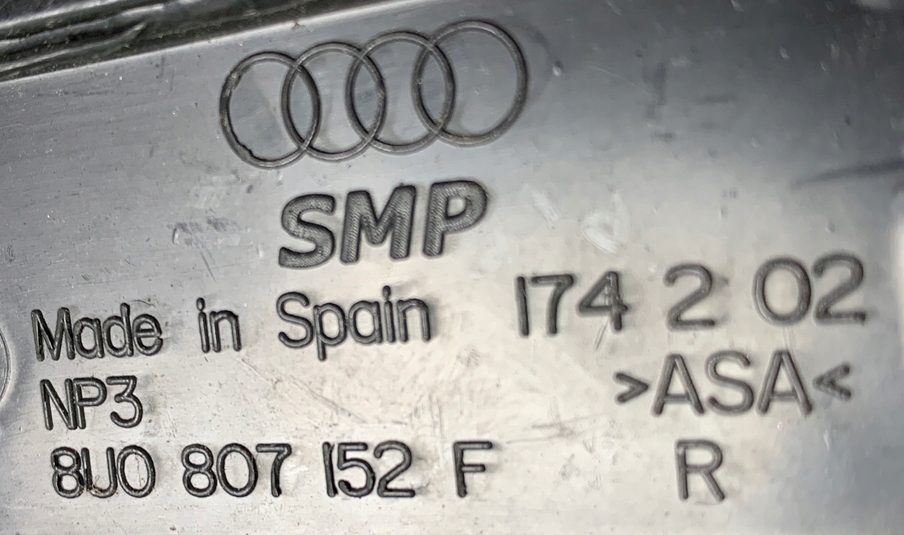 SMP
Made in Spain 174 2 02
NP3 >ASA<
8U0 807 152 F R